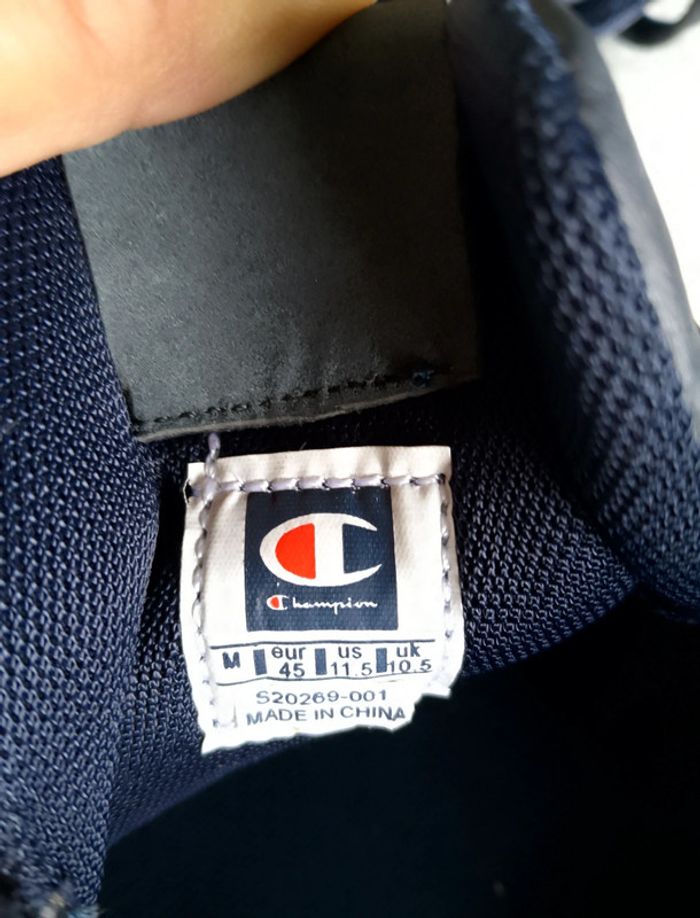 Champion
M eur 45 us 11.5 uk 10.5
S20269-001
MADE IN CHINA